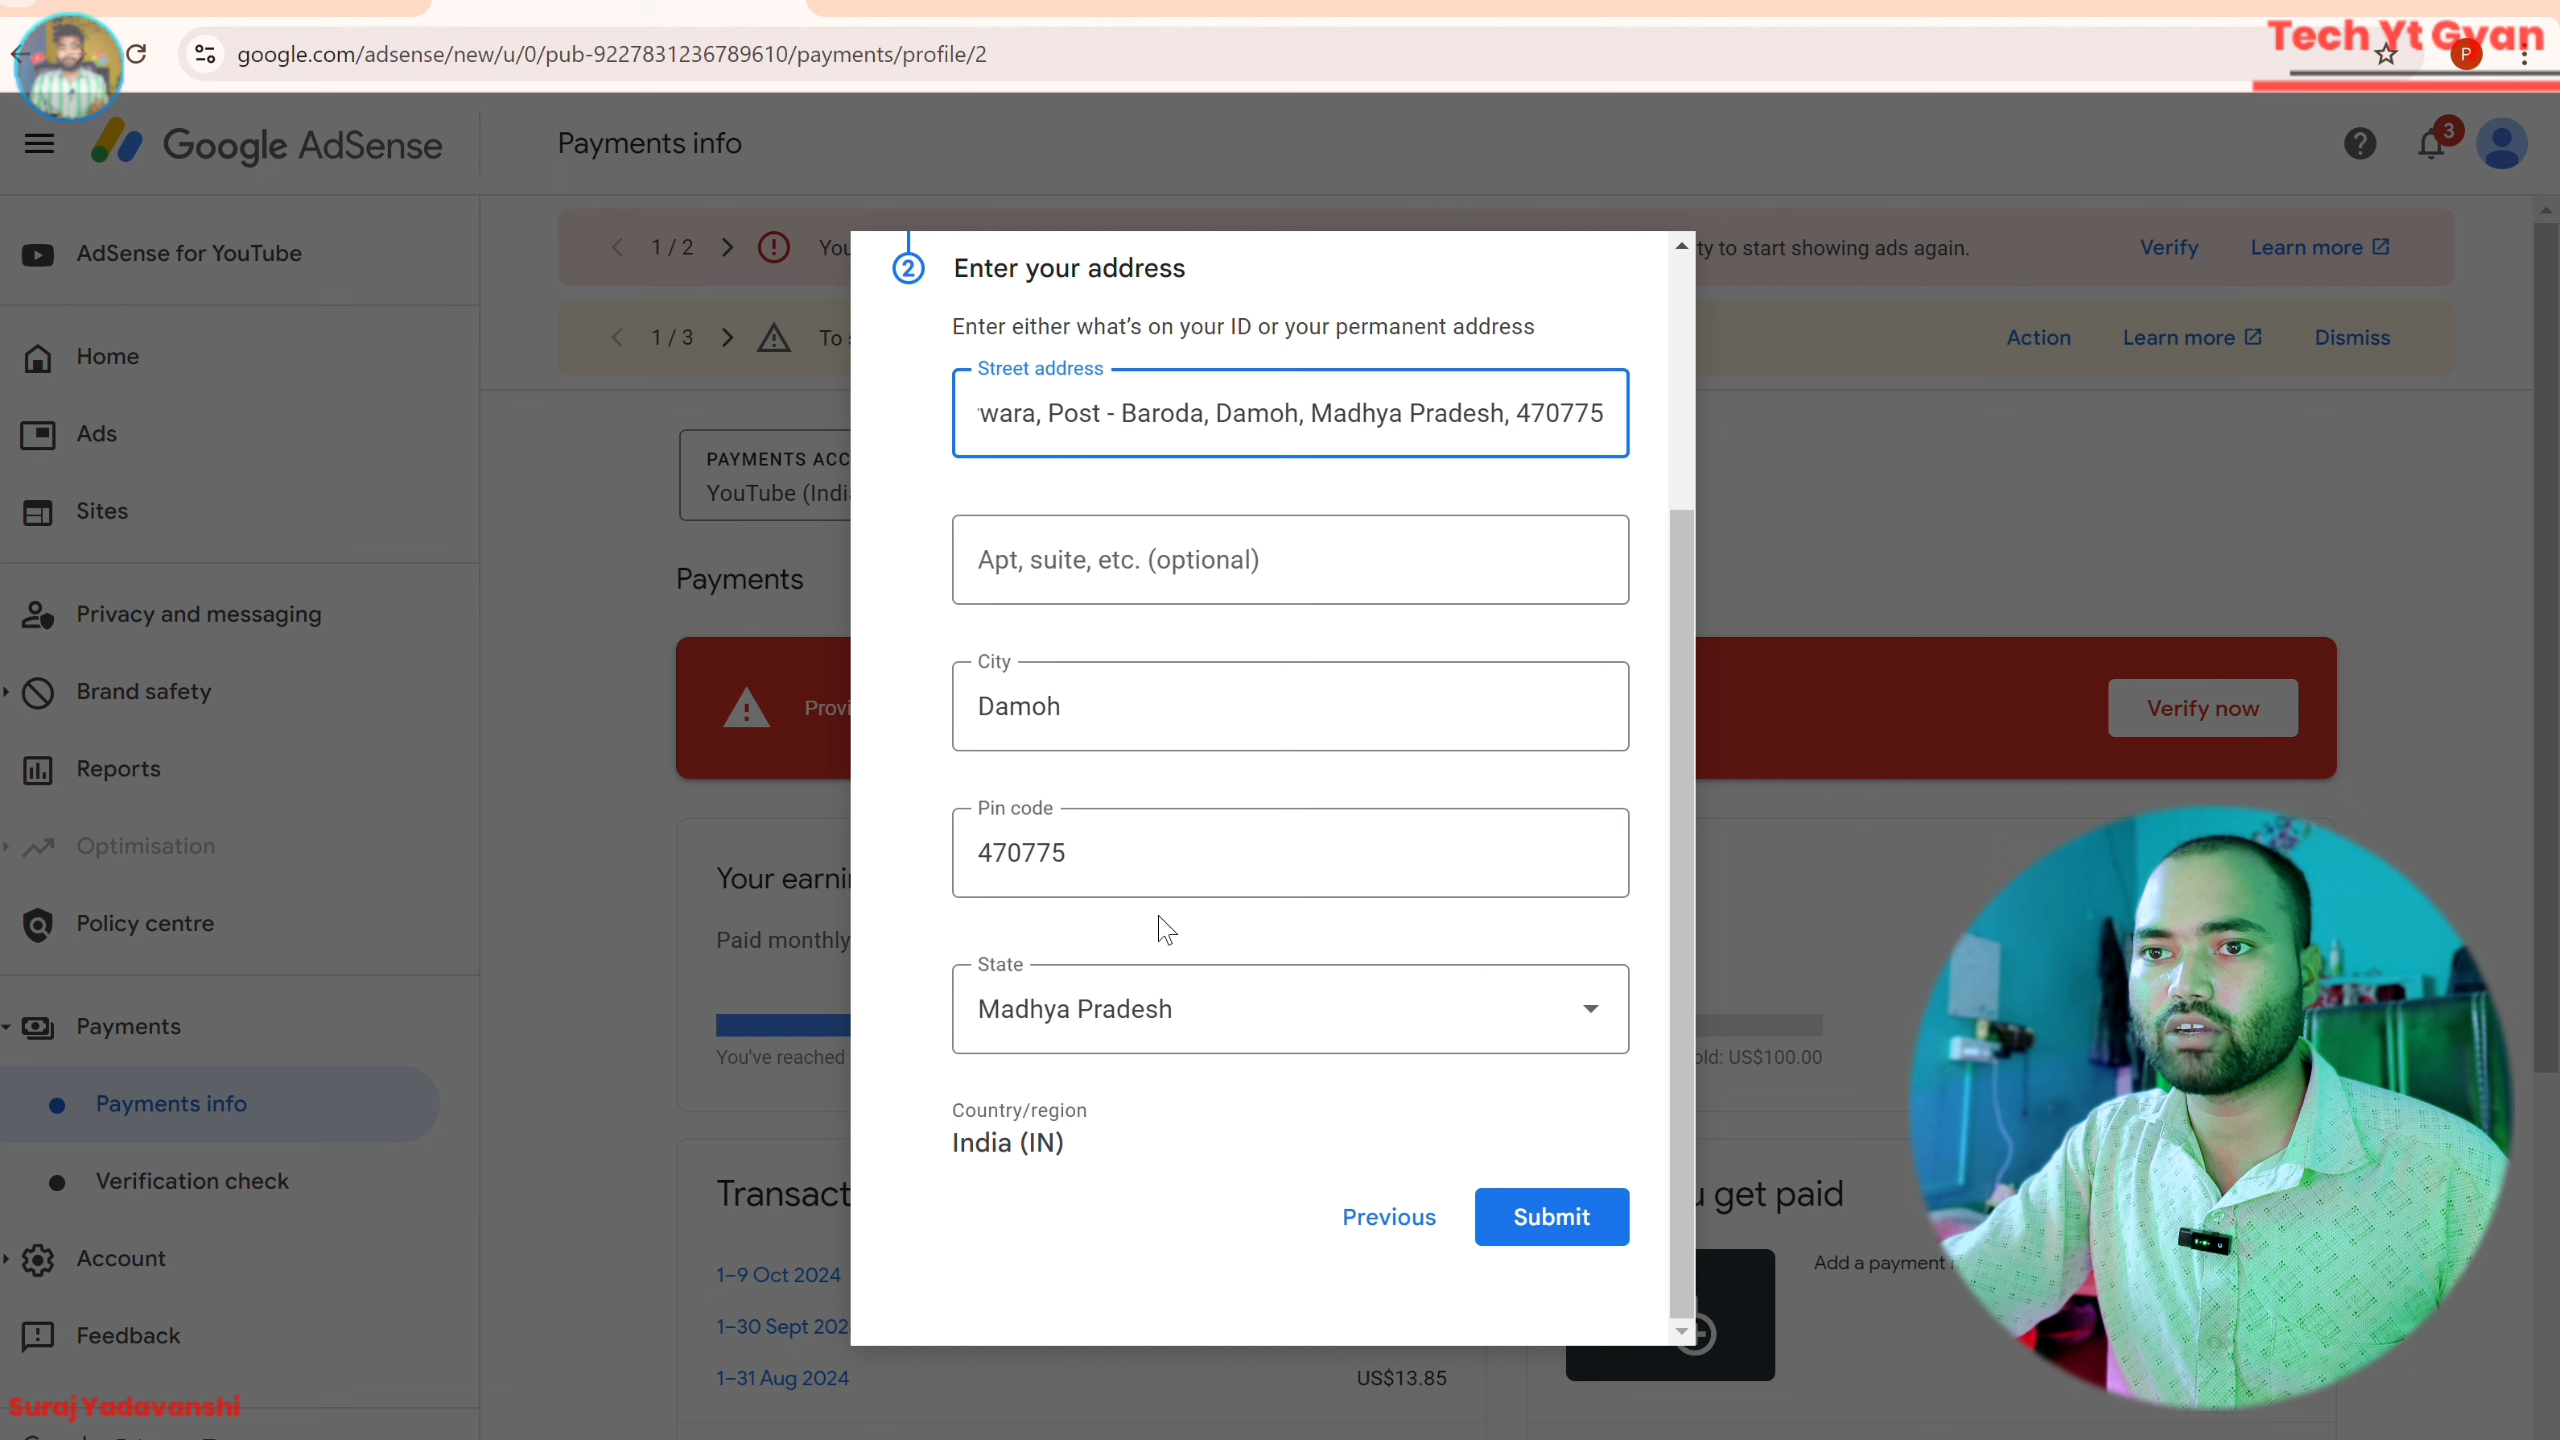 google.com/adsense/new/u/0/pub-9227831236789610/payments/profile/2
Tech Yt Gyan
P
Google AdSense
Payments info
3
AdSense for YouTube
Home
Ads
Sites
Privacy and messaging
Brand safety
Reports
Optimisation
Policy centre
Payments
Payments info
Verification check
Account
Feedback
Suraj Yadavanshi
1 / 2
You
ty to start showing ads again.
Verify
Learn more
1 / 3
To
Action
Learn more
Dismiss
PAYMENTS ACC
YouTube (Indi
Payments
Provi
Verify now
Your earni
Paid monthly
You've reached
old: US$100.00
Transact
1–9 Oct 2024
1–30 Sept 202
1–31 Aug 2024
US$13.85
u get paid
Add a payment
2
Enter your address
Enter either what's on your ID or your permanent address
Street address
wara, Post - Baroda, Damoh, Madhya Pradesh, 470775
Apt, suite, etc. (optional)
City
Damoh
Pin code
470775
State
Madhya Pradesh
Country/region
India (IN)
Previous
Submit